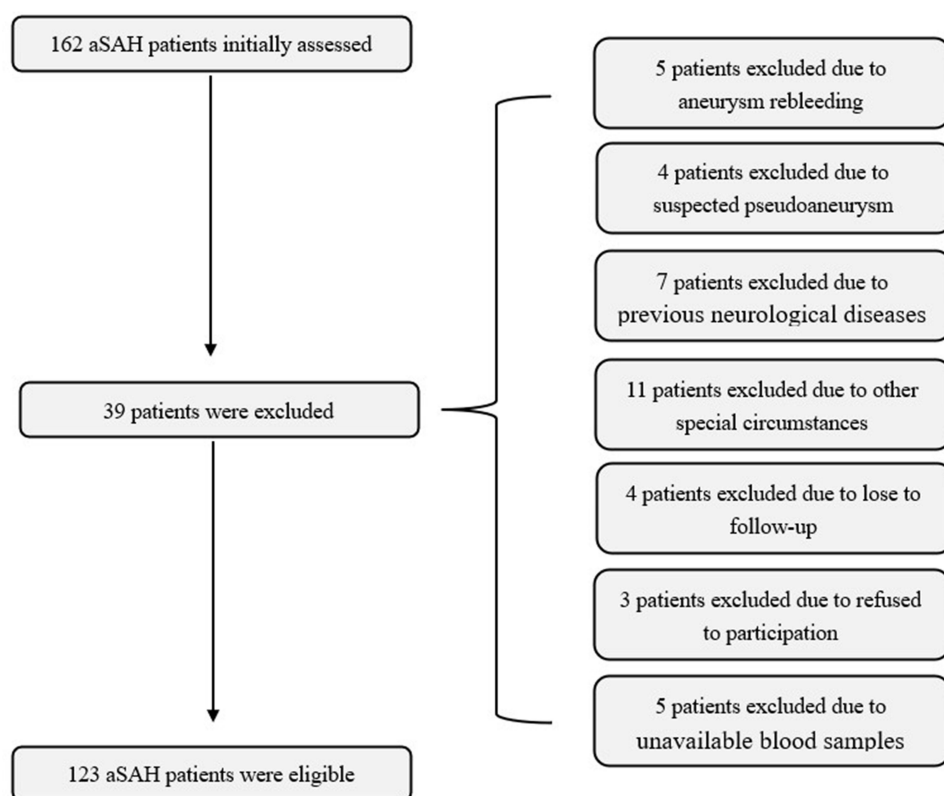 162 aSAH patients initially assessed
5 patients excluded due to
aneurysm rebleeding
4 patients excluded due to
suspected pseudoaneurysm
7 patients excluded due to
previous neurological diseases
39 patients were excluded
11 patients excluded due to other
special circumstances
4 patients excluded due to lose to
follow-up
3 patients excluded due to refused
to participation
5 patients excluded due to
unavailable blood samples
123 aSAH patients were eligible